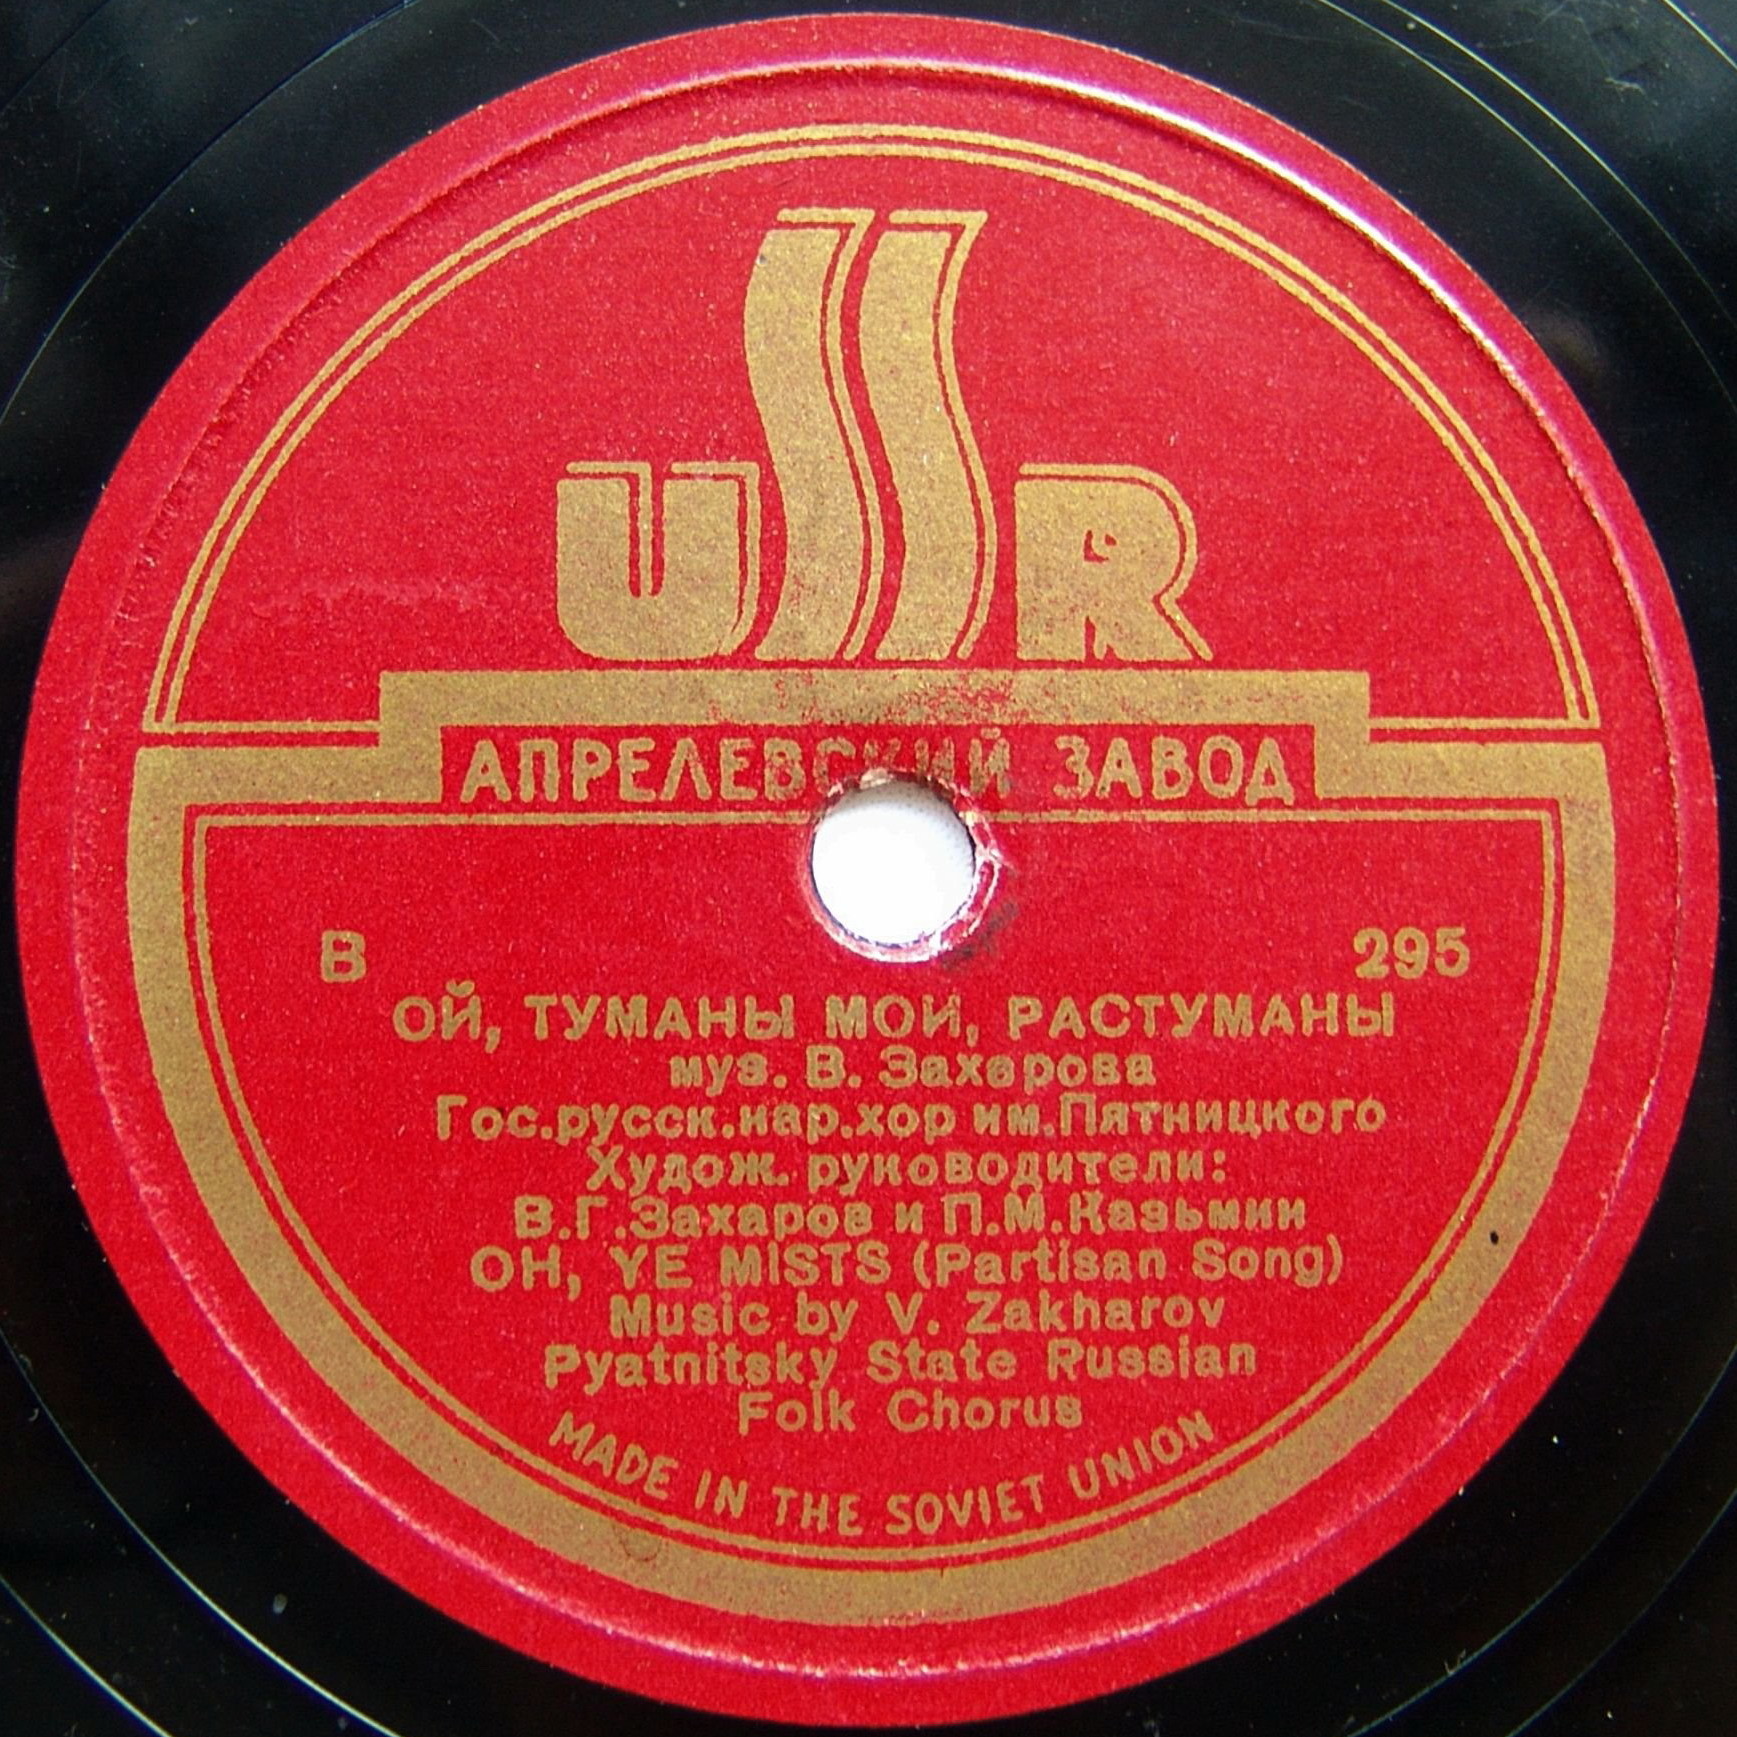 USSR
АПРЕЛЕВСКИЙ ЗАВОД
В 295
ОЙ, ТУМАНЫ МОИ, РАСТУМАНЫ
муз. В. Захарова
Гос.русск.нар.хор им.Пятницкого
Худож. руководители:
В.Г.Захаров и П.М.Казьмин
OH, YE MISTS (Partisan Song)
Music by V. Zakharov
Pyatnitsky State Russian
Folk Chorus
MADE IN THE SOVIET UNION